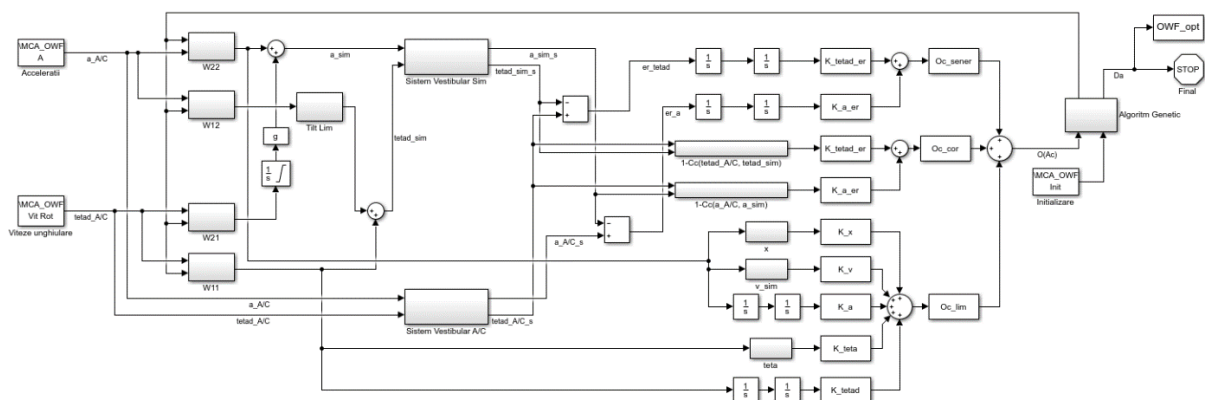 \MCA_OWF
A
Acceleratii
a_A/C
W22
W12
Tilt Lim
g
1
s
\MCA_OWF
Vit Rot
Viteze unghiulare
tetad_A/C
W21
W11
a_sim
tetad_sim
Sistem Vestibular Sim
a_sim_s
tetad_sim_s
a_A/C
tetad_A/C
Sistem Vestibular A/C
a_A/C_s
tetad_A/C_s
er_tetad
1
s
1
s
K_tetad_er
Oc_sener
er_a
1
s
1
s
K_a_er
1-Cc(tetad_A/C, tetad_sim)
K_tetad_er
Oc_cor
1-Cc(a_A/C, a_sim)
K_a_er
x
K_x
v_sim
K_v
1
s
1
s
K_a
Oc_lim
teta
K_teta
1
s
1
s
K_tetad
O(Ac)
\MCA_OWF
Init
Initializare
Algoritm Genetic
Da
OWF_opt
STOP
Final